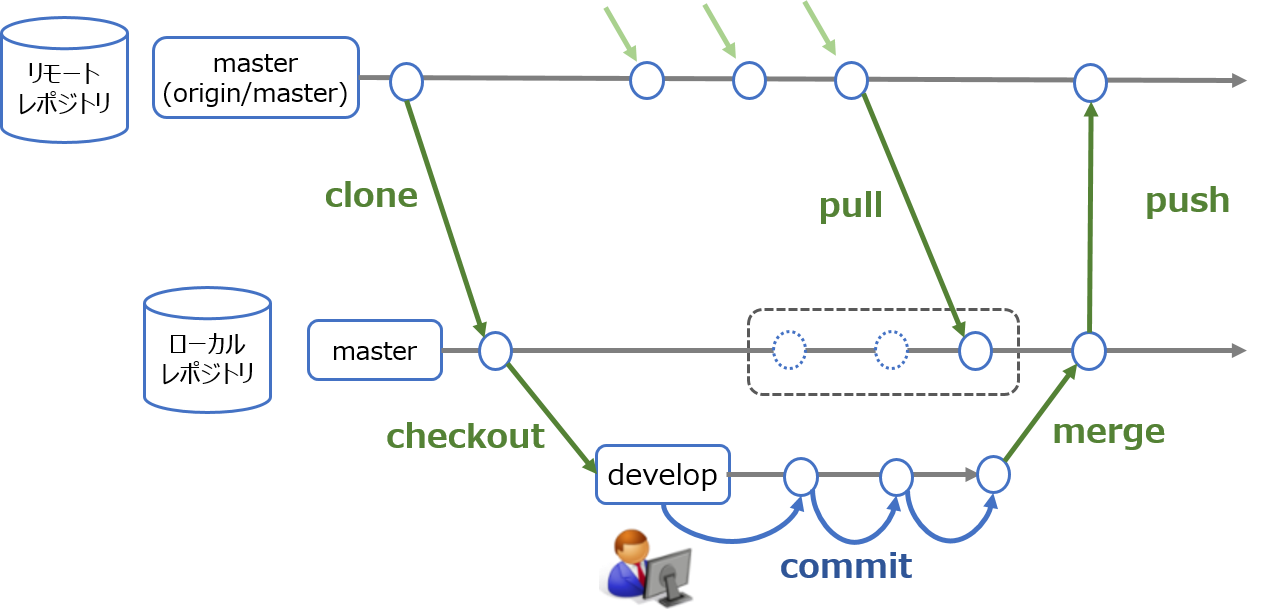 リモート
レポジトリ
master
(origin/master)
clone
pull
push
ローカル
レポジトリ
master
checkout
merge
develop
commit